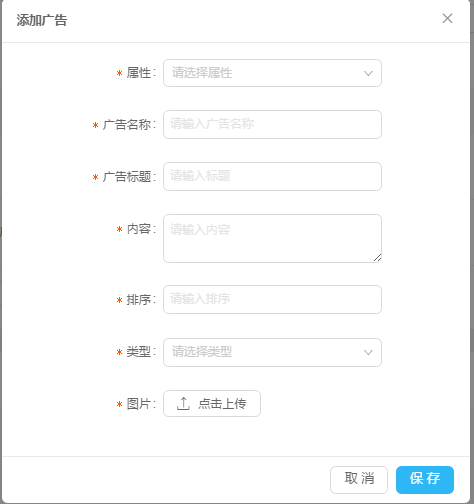 添加广告
* 属性: 请选择属性
* 广告名称: 请输入广告名称
* 广告标题: 请输入标题
* 内容: 请输入内容
* 排序: 请输入排序
* 类型: 请选择类型
* 图片: 点击上传
取 消 保 存